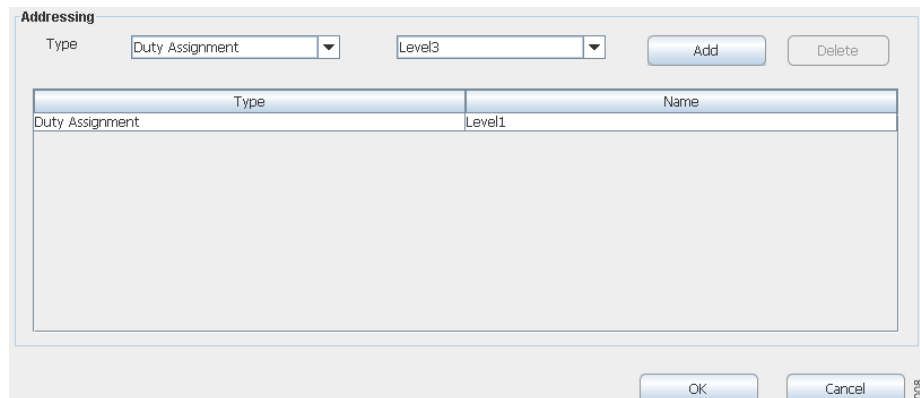 Addressing
Type Duty Assignment Level3 Add Delete
Type Name
Duty Assignment Level1
OK Cancel